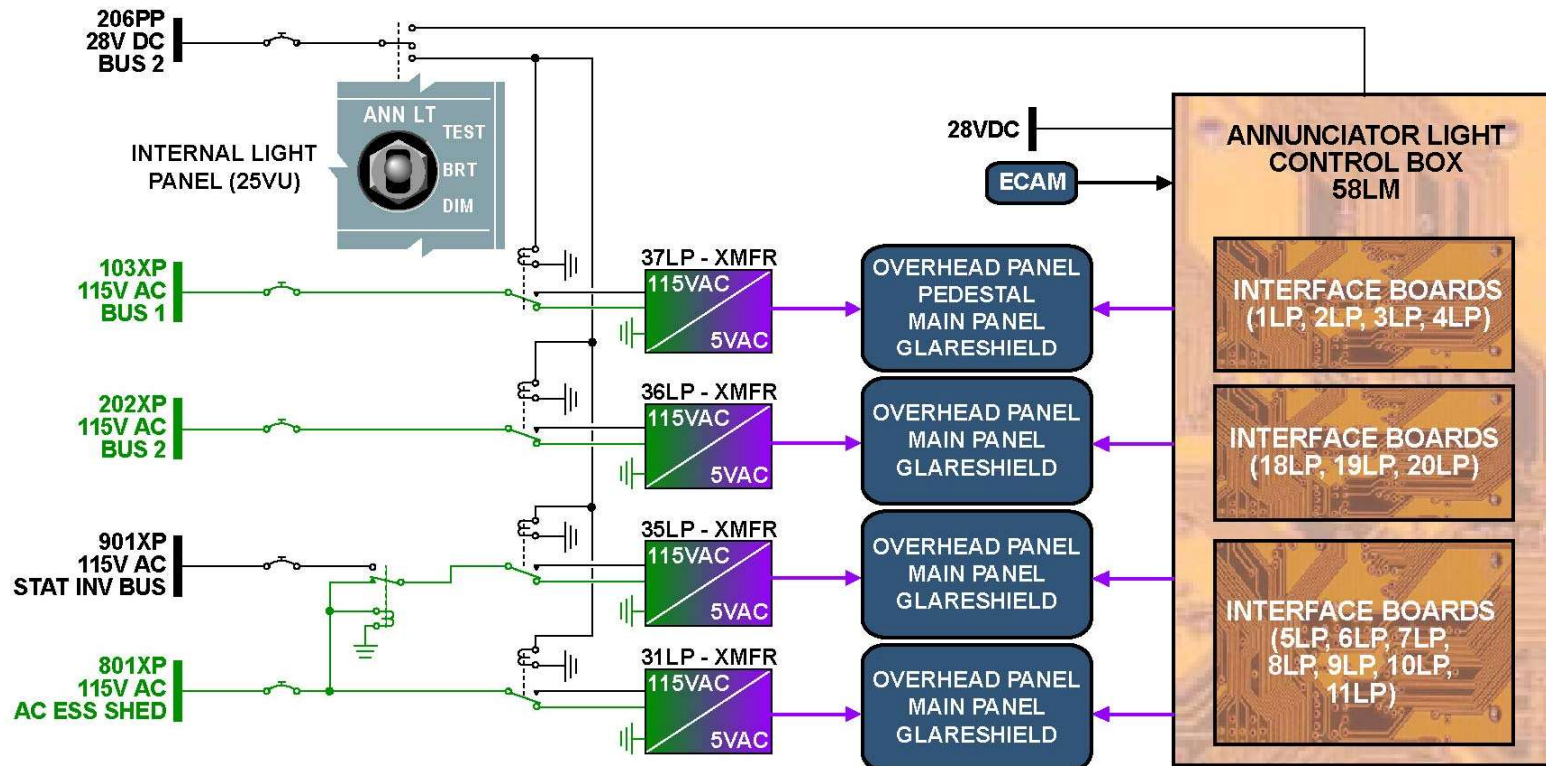 206PP
28V DC
BUS 2
ANN LT
TEST
BRT
DIM
INTERNAL LIGHT
PANEL (25VU)
28VDC
ECAM
ANNUNCIATOR LIGHT
CONTROL BOX
58LM
103XP
115V AC
BUS 1
37LP - XMFR
115VAC
5VAC
OVERHEAD PANEL
PEDESTAL
MAIN PANEL
GLARESHIELD
INTERFACE BOARDS
(1LP, 2LP, 3LP, 4LP)
202XP
115V AC
BUS 2
36LP - XMFR
115VAC
5VAC
OVERHEAD PANEL
MAIN PANEL
GLARESHIELD
INTERFACE BOARDS
(18LP, 19LP, 20LP)
901XP
115V AC
STAT INV BUS
35LP - XMFR
115VAC
5VAC
OVERHEAD PANEL
MAIN PANEL
GLARESHIELD
INTERFACE BOARDS
(5LP, 6LP, 7LP,
8LP, 9LP, 10LP,
11LP)
801XP
115V AC
AC ESS SHED
31LP - XMFR
115VAC
5VAC
OVERHEAD PANEL
MAIN PANEL
GLARESHIELD